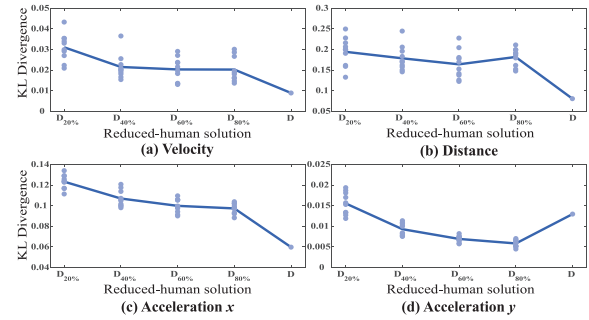 KL Divergence
0.05
0.04
0.03
0.02
0.01
0
D20% D40% D60% D80% D
Reduced-human solution
(a) Velocity
0.3
0.25
0.2
0.15
0.1
0.05
D20% D40% D60% D80% D
Reduced-human solution
(b) Distance
KL Divergence
0.14
0.12
0.1
0.08
0.06
0.04
D20% D40% D60% D80% D
Reduced-human solution
(c) Acceleration x
0.025
0.02
0.015
0.01
0.005
0
D20% D40% D60% D80% D
Reduced-human solution
(d) Acceleration y